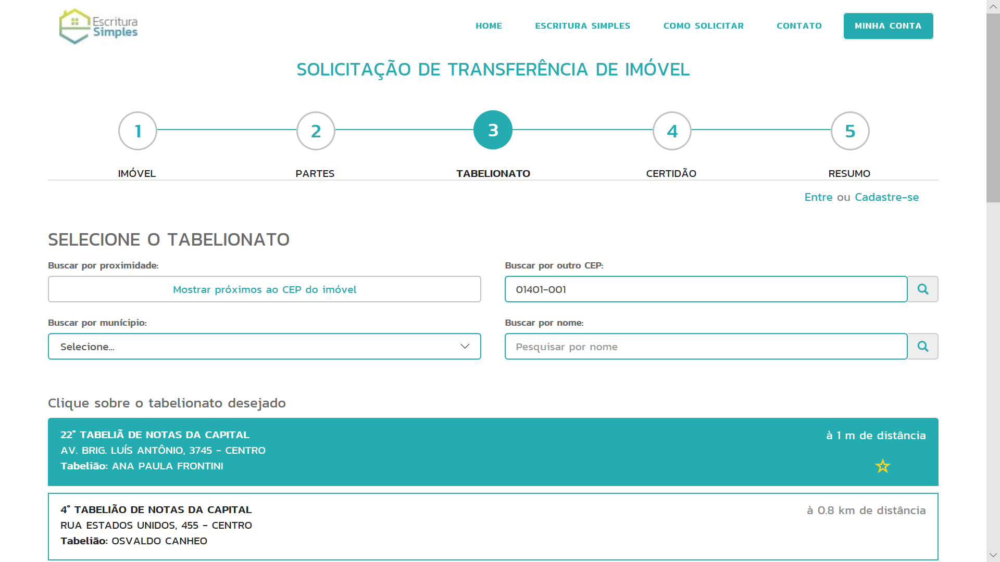 Escritura
Simples
HOME
ESCRITURA SIMPLES
COMO SOLICITAR
CONTATO
MINHA CONTA
SOLICITAÇÃO DE TRANSFERÊNCIA DE IMÓVEL
1
2
3
4
5
IMÓVEL
PARTES
TABELIONATO
CERTIDÃO
RESUMO
Entre ou Cadastre-se
SELECIONE O TABELIONATO
Buscar por proximidade:
Mostrar próximos ao CEP do imóvel
Buscar por outro CEP:
01401-001
Buscar por munícipio:
Selecione...
Buscar por nome:
Pesquisar por nome
Clique sobre o tabelionato desejado
22º TABELIÃ DE NOTAS DA CAPITAL
à 1 m de distância
AV. BRIG. LUÍS ANTÔNIO, 3745 - CENTRO
Tabelião: ANA PAULA FRONTINI
4º TABELIÃO DE NOTAS DA CAPITAL
à 0.8 km de distância
RUA ESTADOS UNIDOS, 455 - CENTRO
Tabelião: OSVALDO CANHEO